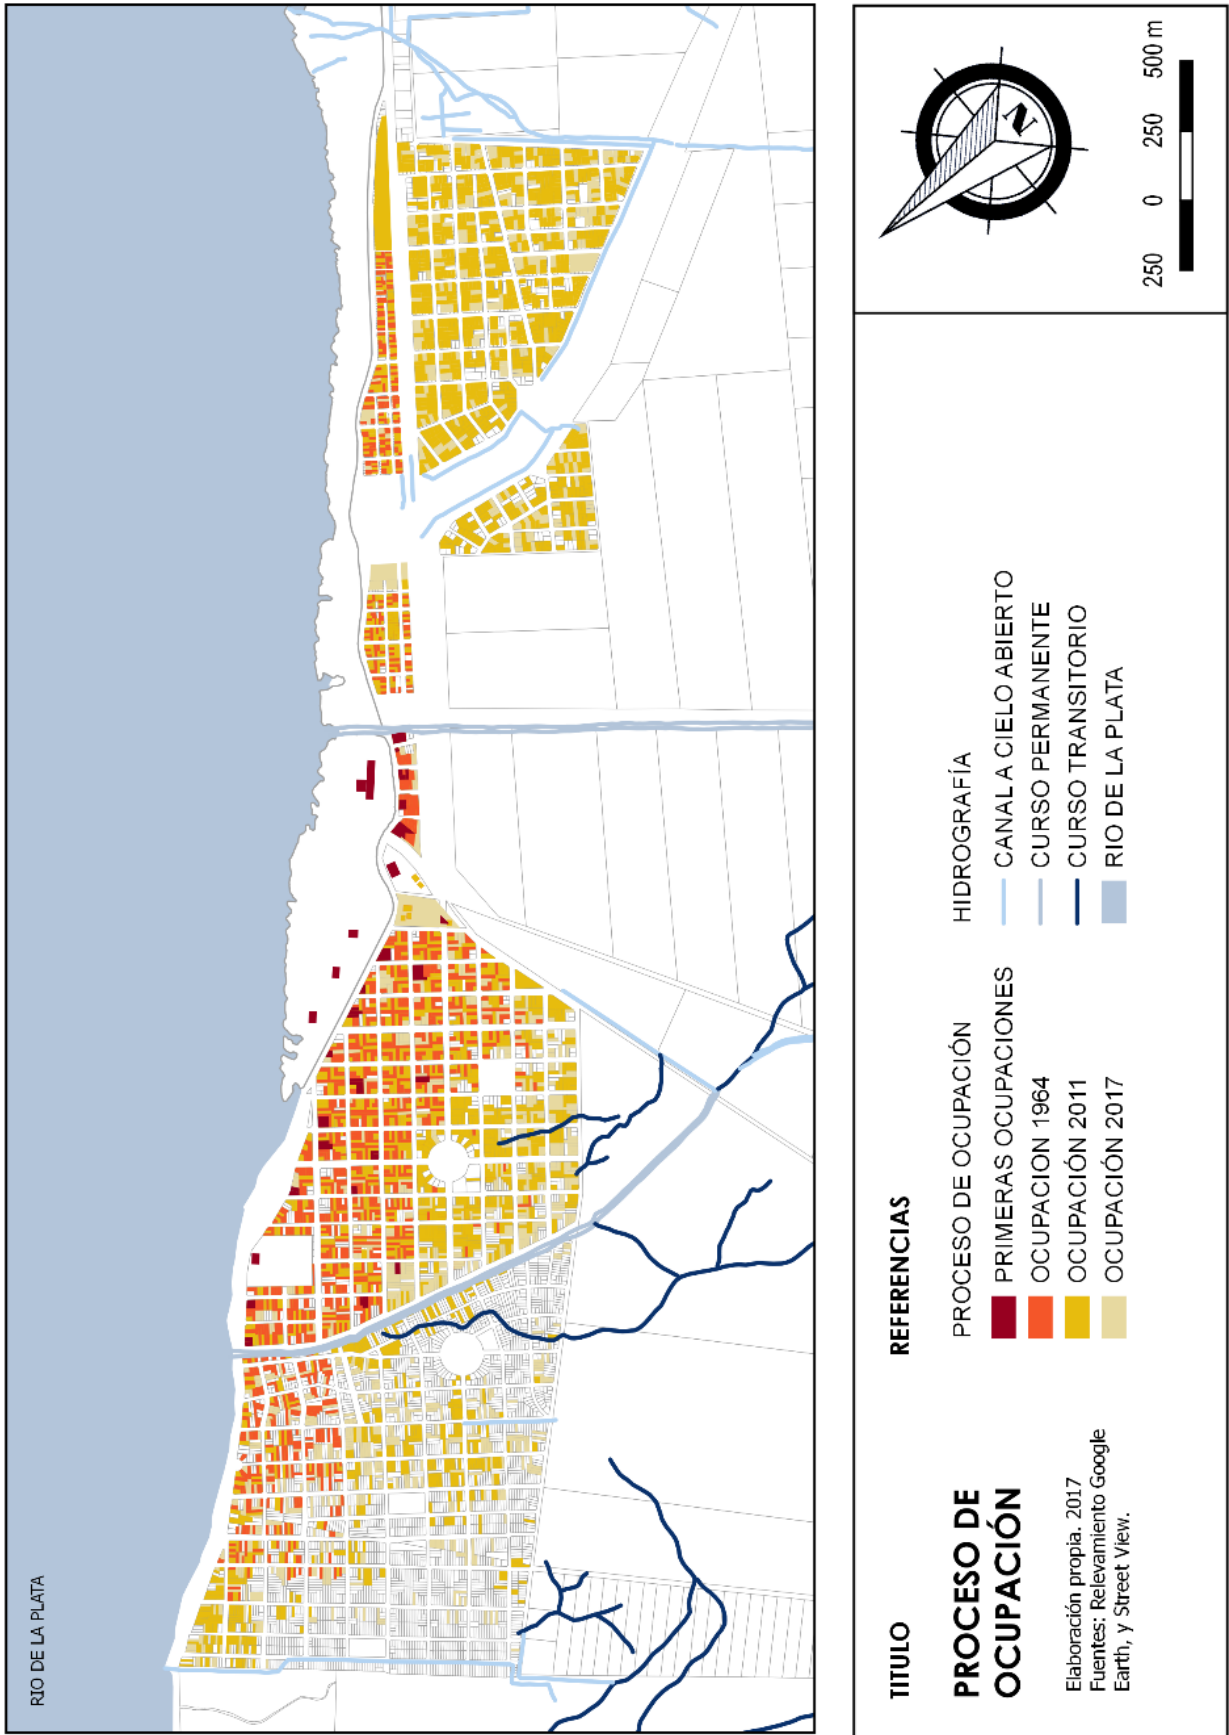 RIO DE LA PLATA
TITULO
PROCESO DE
OCUPACIÓN
Elaboración propia. 2017
Fuentes: Relevamiento Google
Earth, y Street View.
REFERENCIAS
PROCESO DE OCUPACIÓN
PRIMERAS OCUPACIONES
OCUPACION 1964
OCUPACIÓN 2011
OCUPACIÓN 2017
HIDROGRAFÍA
CANAL A CIELO ABIERTO
CURSO PERMANENTE
CURSO TRANSITORIO
RIO DE LA PLATA
N
250 0 250 500 m